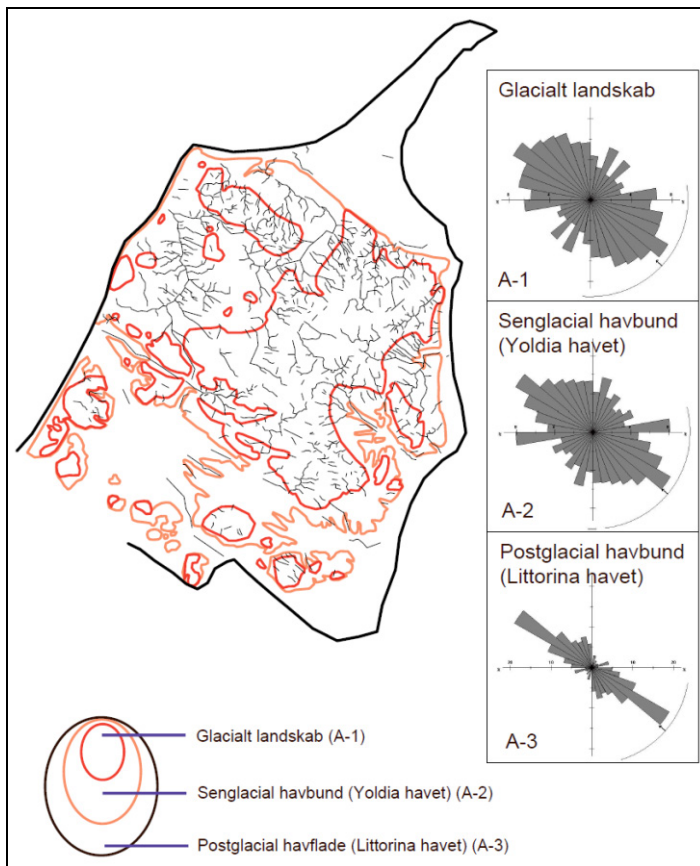 Glacialt landskab
A-1
Senglacial havbund
(Yoldia havet)
A-2
Postglacial havbund
(Littorina havet)
20
10
10
20
A-3
Glacialt landskab (A-1)
Senglacial havbund (Yoldia havet) (A-2)
Postglacial havflade (Littorina havet) (A-3)